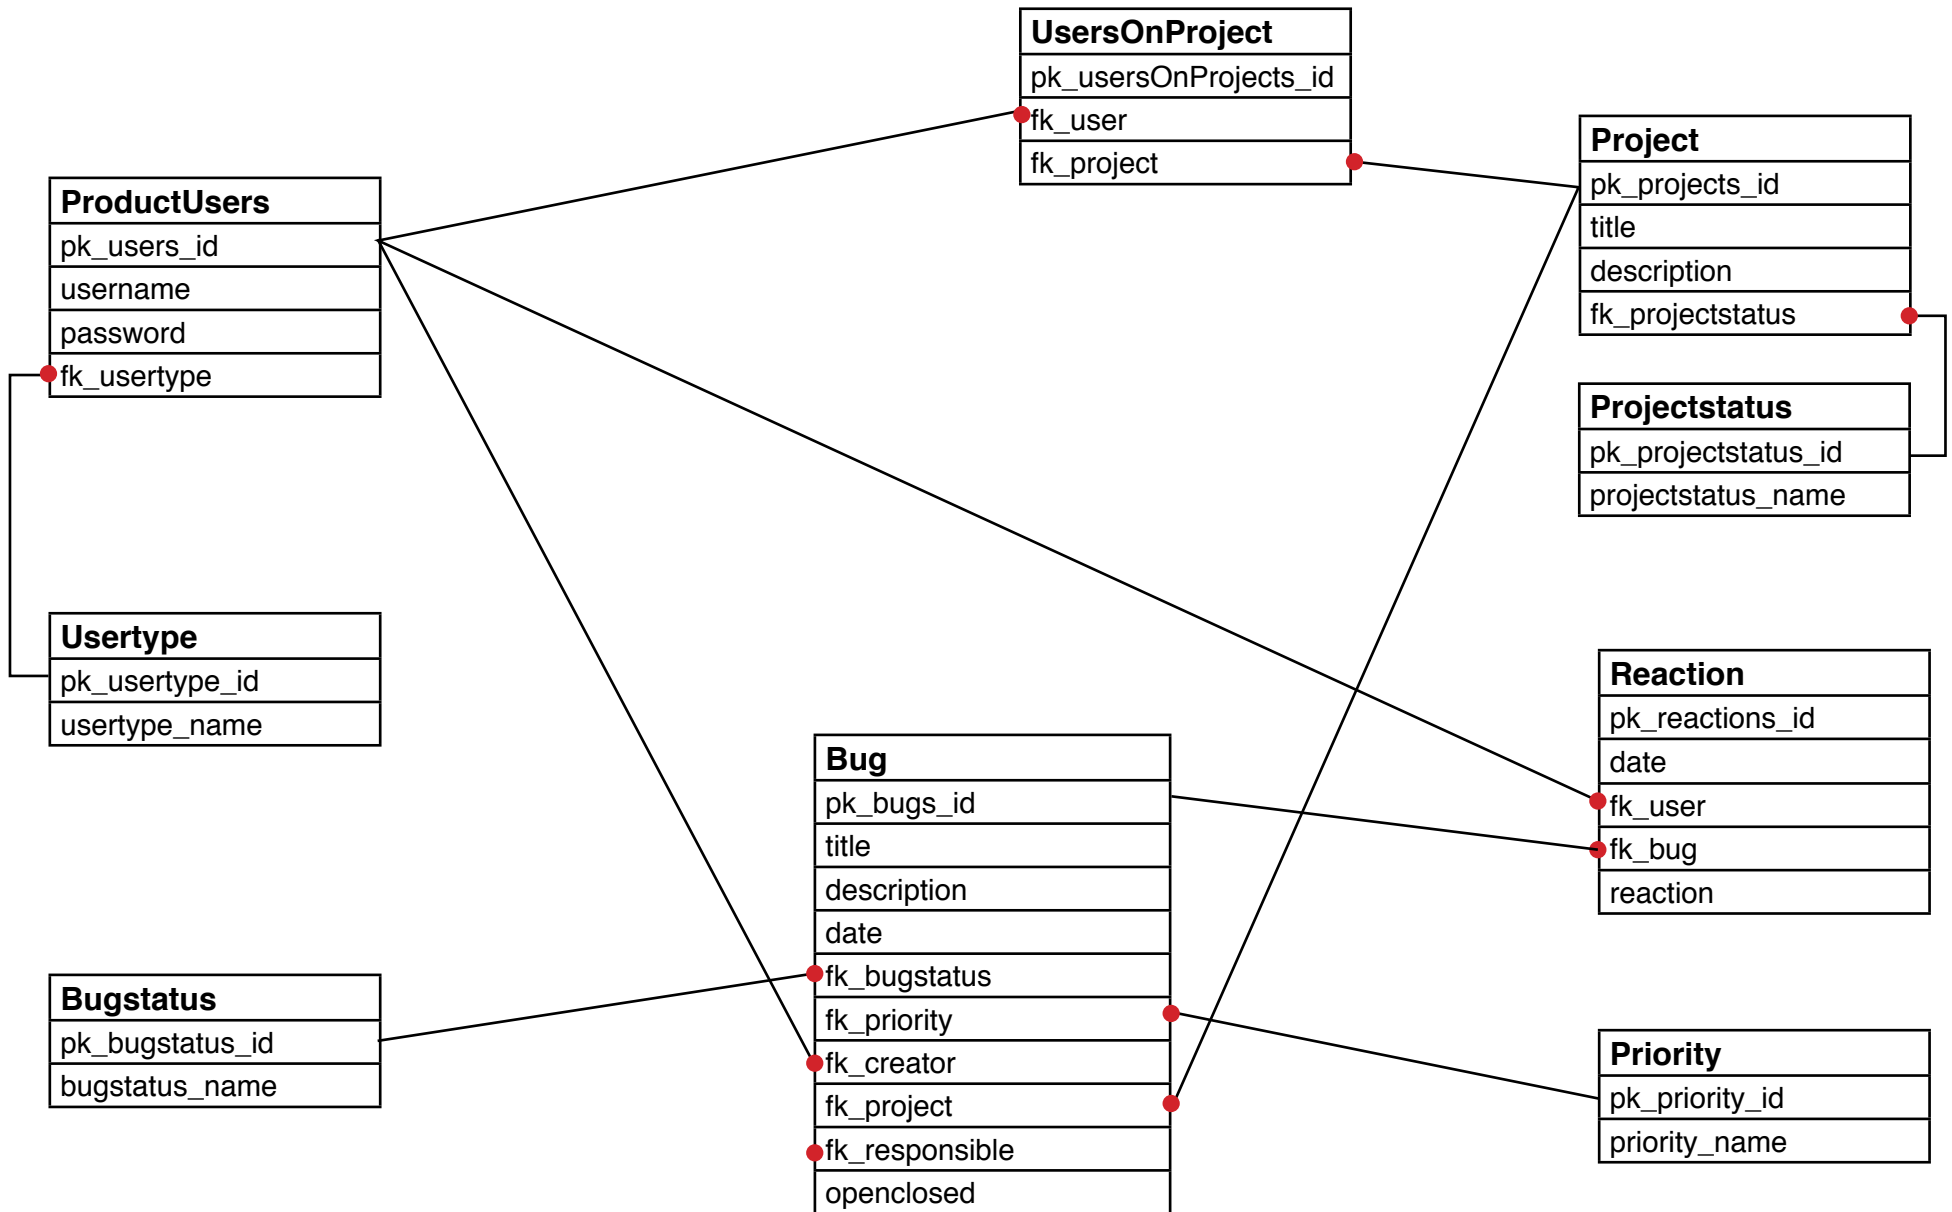 UsersOnProject
pk_usersOnProjects_id
fk_user
fk_project
Project
pk_projects_id
title
description
fk_projectstatus
ProductUsers
pk_users_id
username
password
fk_usertype
Projectstatus
pk_projectstatus_id
projectstatus_name
Usertype
pk_usertype_id
usertype_name
Reaction
pk_reactions_id
date
fk_user
fk_bug
reaction
Bug
pk_bugs_id
title
description
date
fk_bugstatus
fk_priority
fk_creator
fk_project
fk_responsible
openclosed
Bugstatus
pk_bugstatus_id
bugstatus_name
Priority
pk_priority_id
priority_name